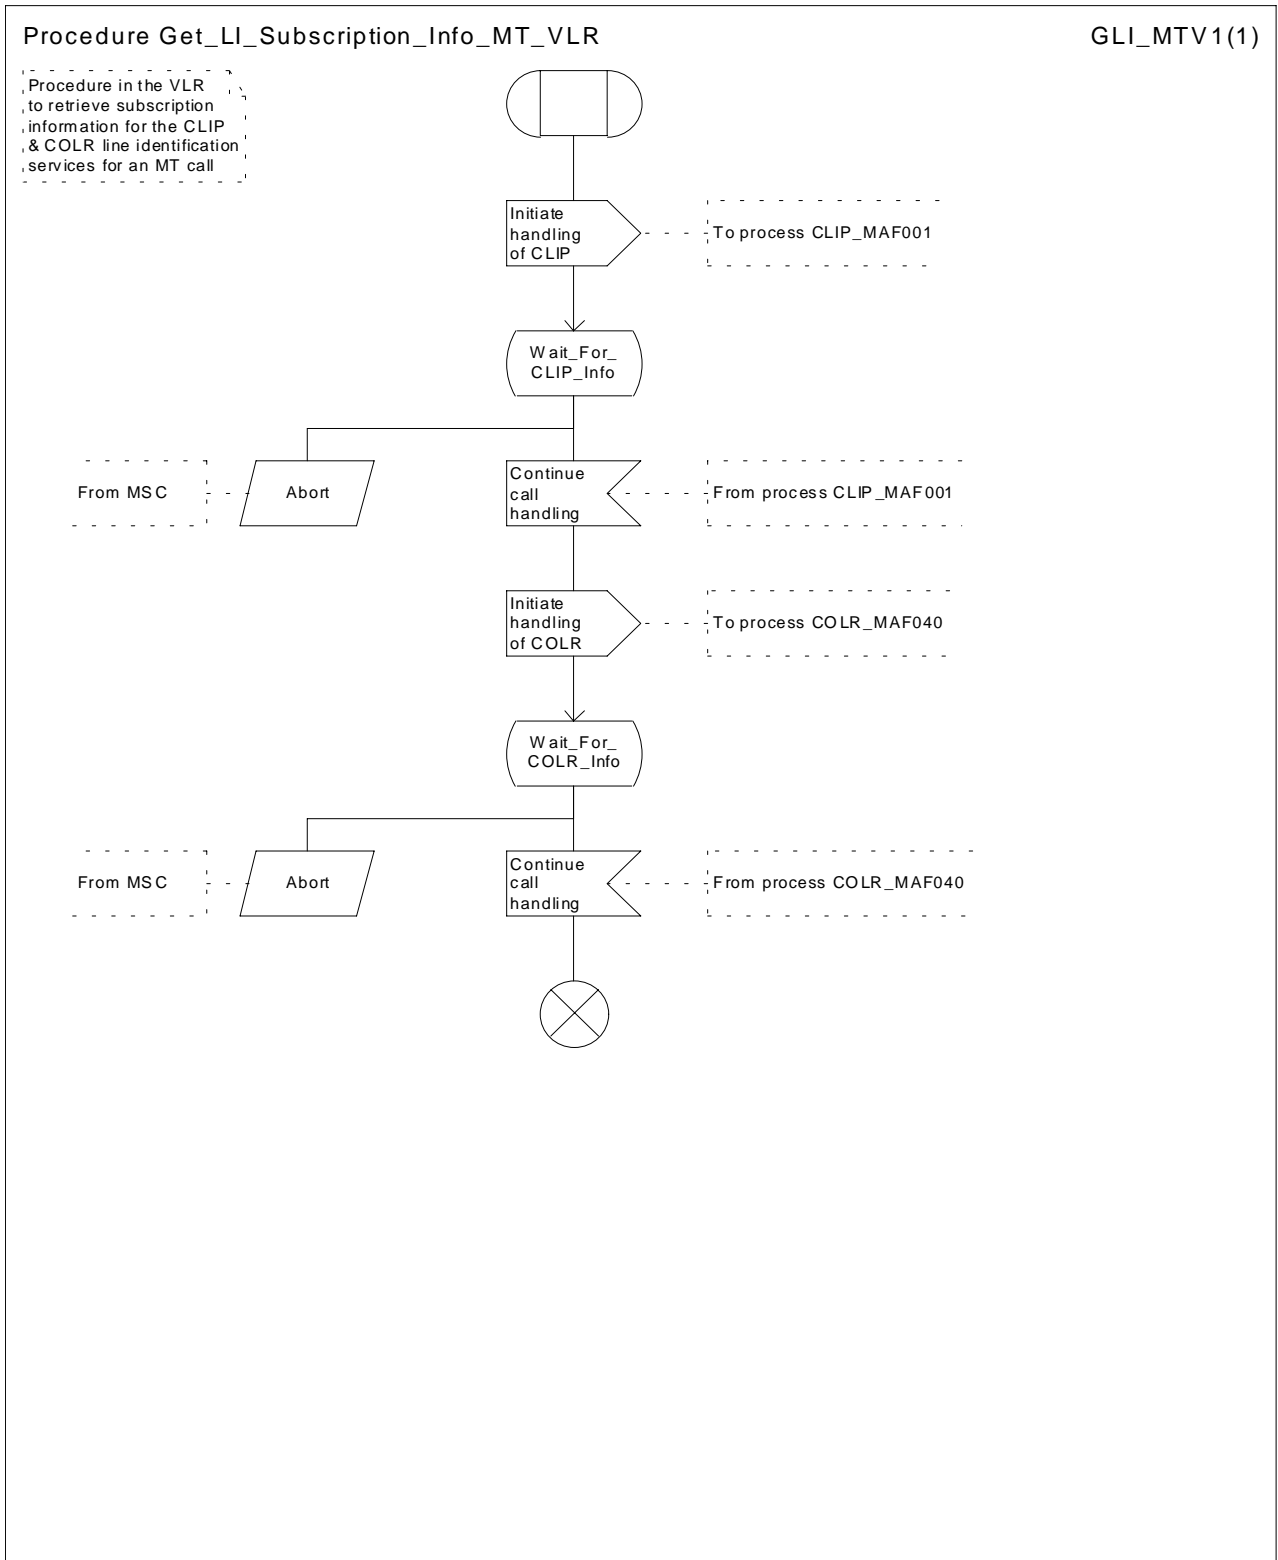 Procedure Get_LI_Subscription_Info_MT_VLR
GLI_MTV1(1)
Procedure in the VLR
to retrieve subscription
information for the CLIP
& COLR line identification
services for an MT call
Initiate
handling
of CLIP
To process CLIP_MAF001
Wait_For_
CLIP_Info
From MSC
Abort
Continue
call
handling
From process CLIP_MAF001
Initiate
handling
of COLR
To process COLR_MAF040
Wait_For_
COLR_Info
From MSC
Abort
Continue
call
handling
From process COLR_MAF040